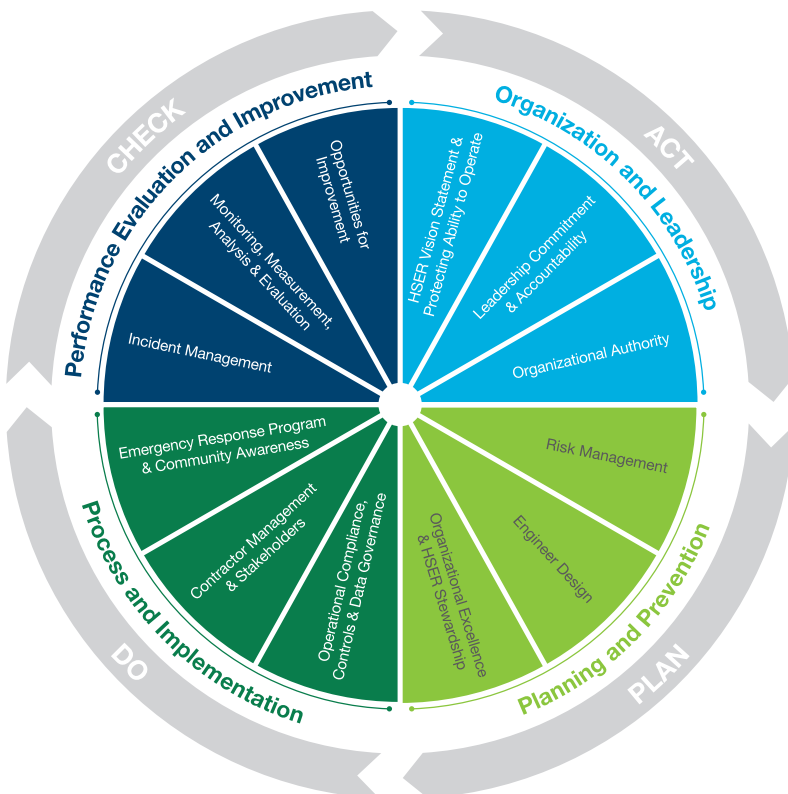 CHECK
Performance Evaluation and Improvement
Opportunities for
Improvement
Monitoring, Measurement,
Analysis & Evaluation
Incident Management
ACT
Organization and Leadership
HSER Vision Statement &
Protecting Ability to Operate
Leadership Commitment
& Accountability
Organizational Authority
PLAN
Planning and Prevention
Risk Management
Engineer Design
Organizational Excellence
& HSER Stewardship
DO
Process and Implementation
Operational Compliance,
Controls & Data Governance
Contractor Management
& Stakeholders
Emergency Response Program
& Community Awareness